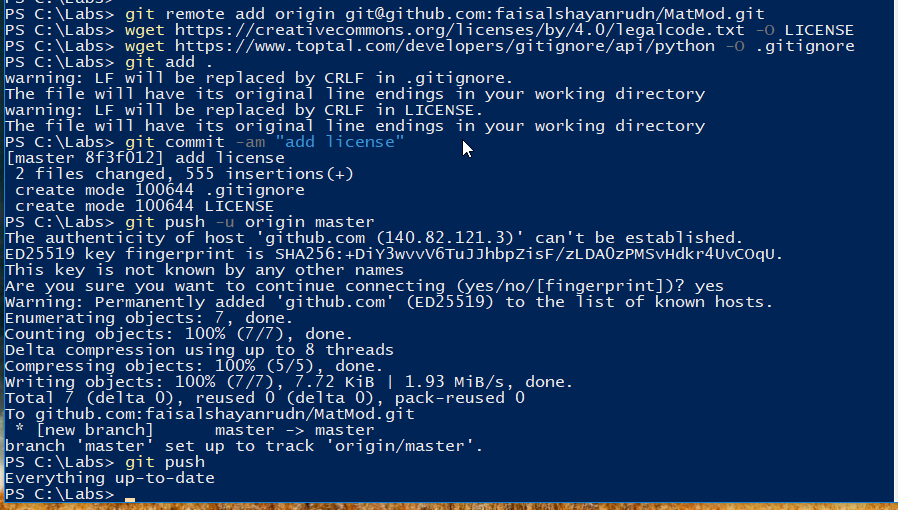 PS C:\Labs> git remote add origin git@github.com:faisalshayanrudn/MatMod.git
PS C:\Labs> wget https://creativecommons.org/licenses/by/4.0/legalcode.txt -O LICENSE
PS C:\Labs> wget https://www.toptal.com/developers/gitignore/api/python -O .gitignore
PS C:\Labs> git add .
warning: LF will be replaced by CRLF in .gitignore.
The file will have its original line endings in your working directory
warning: LF will be replaced by CRLF in LICENSE.
The file will have its original line endings in your working directory
PS C:\Labs> git commit -am "add license"
[master 8f3f012] add license
 2 files changed, 555 insertions(+)
 create mode 100644 .gitignore
 create mode 100644 LICENSE
PS C:\Labs> git push -u origin master
The authenticity of host 'github.com (140.82.121.3)' can't be established.
ED25519 key fingerprint is SHA256:+DiY3wvvV6TuJJhbpZisF/zLDA0zPMSvHdkr4UvCOqU.
This key is not known by any other names
Are you sure you want to continue connecting (yes/no/[fingerprint])? yes
Warning: Permanently added 'github.com' (ED25519) to the list of known hosts.
Enumerating objects: 7, done.
Counting objects: 100% (7/7), done.
Delta compression using up to 8 threads
Compressing objects: 100% (5/5), done.
Writing objects: 100% (7/7), 7.72 KiB | 1.93 MiB/s, done.
Total 7 (delta 0), reused 0 (delta 0), pack-reused 0
To github.com:faisalshayanrudn/MatMod.git
 * [new branch]      master -> master
branch 'master' set up to track 'origin/master'.
PS C:\Labs> git push
Everything up-to-date
PS C:\Labs>